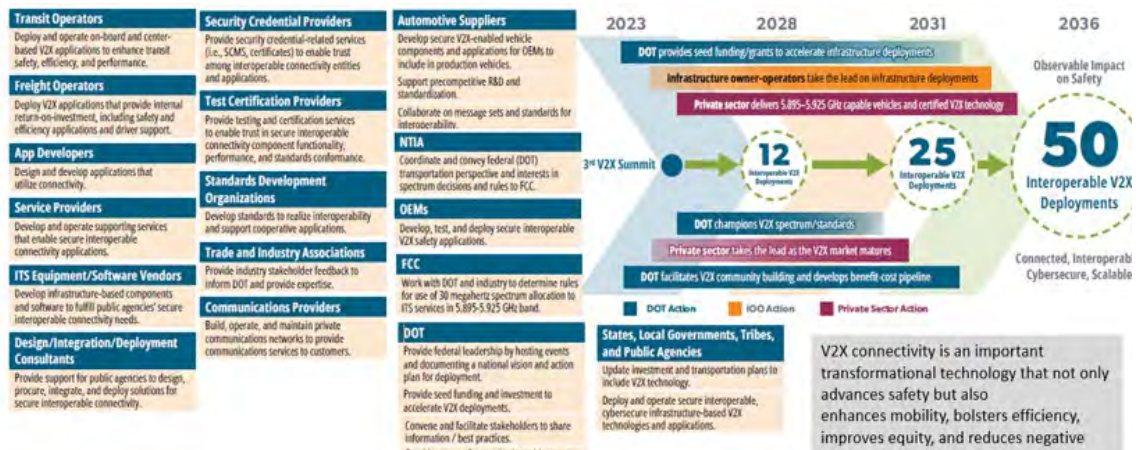 Transit Operators
Deploy and operate on-board and center-
based V2X applications to enhance transit
safety, efficiency, and performance.
Freight Operators
Deploy V2X applications that provide internal
return-on-investment, including safety and
efficiency applications and driver support.
App Developers
Design and develop applications that
utilize connectivity.
Service Providers
Develop and operate supporting services
that enable secure interoperable
connectivity applications.
ITS Equipment/Software Vendors
Develop infrastructure-based components
and software to fulfill public agencies' secure
interoperable connectivity needs.
Design/Integration/Deployment
Consultants
Provide support for public agencies to design,
procure, integrate, and deploy solutions for
secure interoperable connectivity.
Security Credential Providers
Provide security credential-related services
(i.e., SCMS, certificates) to enable trust
among interoperable connectivity entities
and applications.
Test Certification Providers
Provide testing and certification services
to enable trust in secure interoperable
connectivity component functionality,
performance, and standards conformance.
Standards Development
Organizations
Develop standards to realize interoperability
and support cooperative applications.
Trade and Industry Associations
Provide industry stakeholder feedback to
inform DOT and provide expertise.
Communications Providers
Build, operate, and maintain private
communications networks to provide
communications services to customers.
Automotive Suppliers
Develop secure V2X-enabled vehicle
components and applications for OEMs to
include in production vehicles.
Support precompetitive R&D and
standardization.
Collaborate on message sets and standards for
interoperability.
NTIA
Coordinate and convey federal (DOT)
transportation perspective and interests in
spectrum decisions and rules to FCC.
OEMs
Develop, test, and deploy secure interoperable
V2X safety applications.
FCC
Work with DOT and industry to determine rules
for use of 30 megahertz spectrum allocation to
ITS services in 5.895-5.925 GHz band.
DOT
Provide federal leadership by hosting events
and documenting a national vision and action
plan for deployment.
Provide seed funding and investment to
accelerate V2X deployments.
Convene and facilitate stakeholders to share
information / best practices.
2023
2028
2031
2036
DOT provides seed funding/grants to accelerate infrastructure deployments
Infrastructure owner-operators take the lead on infrastructure deployments
Private sector delivers 5.895–5.925 GHz capable vehicles and certified V2X technology
Observable Impact
on Safety
3rd V2X Summit
12
Interoperable V2X
Deployments
25
Interoperable V2X
Deployments
50
Interoperable V2X
Deployments
DOT champions V2X spectrum/standards
Private sector takes the lead as the V2X market matures
DOT facilitates V2X community building and develops benefit-cost pipeline
Connected, Interoperable
Cybersecure, Scalable
DOT Action
IOO Action
Private Sector Action
States, Local Governments, Tribes,
and Public Agencies
Update investment and transportation plans to
include V2X technology.
Deploy and operate secure interoperable,
cybersecure infrastructure-based V2X
technologies and applications.
V2X connectivity is an important
transformational technology that not only
advances safety but also
enhances mobility, bolsters efficiency,
improves equity, and reduces negative